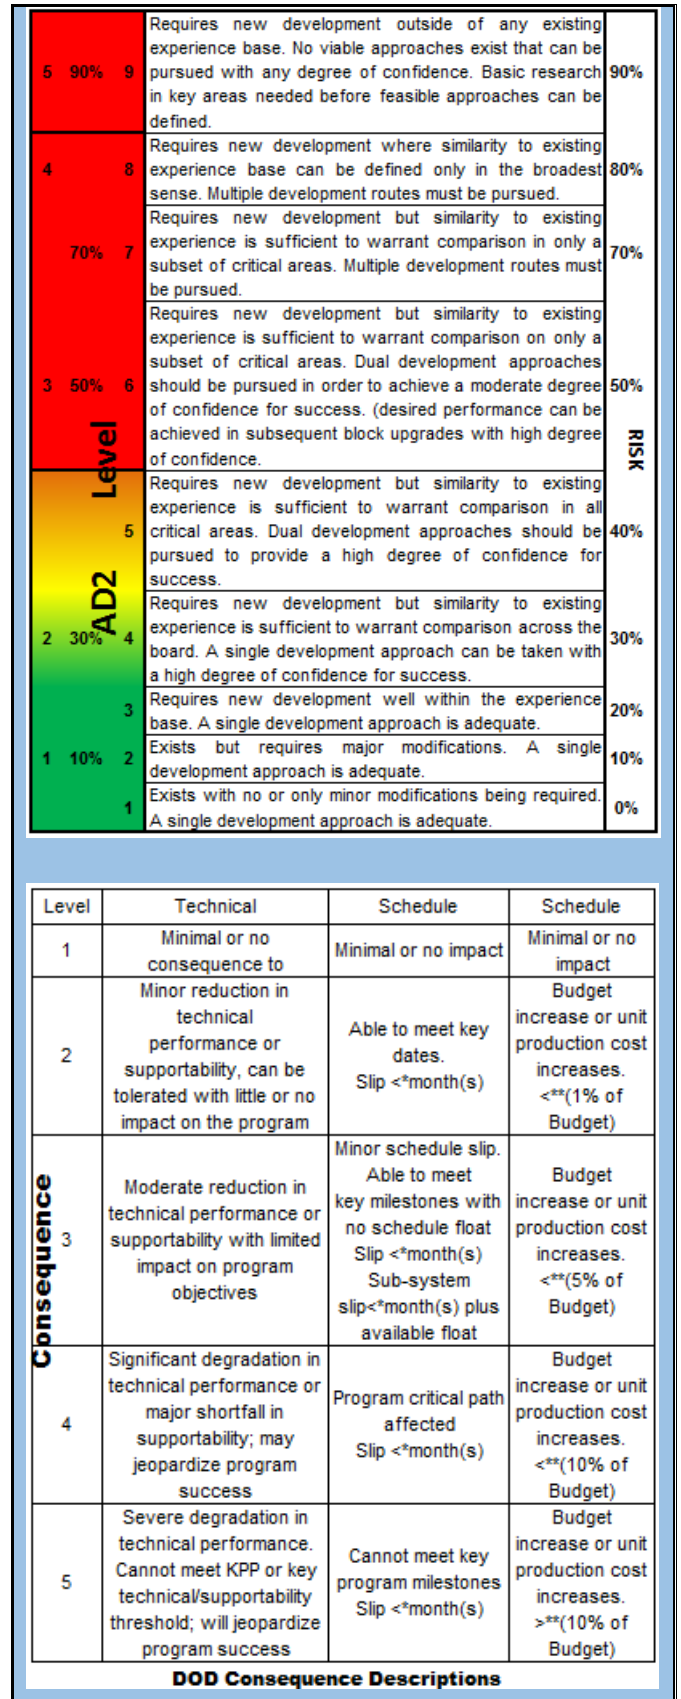 Requires new development outside of any existing
experience base. No viable approaches exist that can be
5 90% 9 pursued with any degree of confidence. Basic research 90%
in key areas needed before feasible approaches can be
defined.
Requires new development where similarity to existing
4 8 experience base can be defined only in the broadest 80%
sense. Multiple development routes must be pursued.
Requires new development but similarity to existing
experience is sufficient to warrant comparison in only a
70% 7 subset of critical areas. Multiple development routes must 70%
be pursued.
Requires new development but similarity to existing
experience is sufficient to warrant comparison on only a
subset of critical areas. Dual development approaches
3 50% 6 should be pursued in order to achieve a moderate degree 50%
of confidence for success. (desired performance can be
achieved in subsequent block upgrades with high degree
of confidence.
Requires new development but similarity to existing
experience is sufficient to warrant comparison in all
5 critical areas. Dual development approaches should be 40%
pursued to provide a high degree of confidence for
success.
Requires new development but similarity to existing
experience is sufficient to warrant comparison across the
2 30% 4 board. A single development approach can be taken with 30%
a high degree of confidence for success.
Requires new development well within the experience
3 base. A single development approach is adequate. 20%
Exists but requires major modifications. A single
1 10% 2 development approach is adequate. 10%
Exists with no or only minor modifications being required.
1 A single development approach is adequate. 0%
AD2 Level
RISK
Level Technical Schedule Schedule
1
Minimal or no
consequence to
Minimal or no impact
Minimal or no
impact
2
Minor reduction in
technical
performance or
supportability, can be
tolerated with little or no
impact on the program
Able to meet key
dates.
Slip <*month(s)
Budget
increase or unit
production cost
increases.
<**(1% of
Budget)
3
Moderate reduction in
technical performance or
supportability with limited
impact on program
objectives
Minor schedule slip.
Able to meet
key milestones with
no schedule float
Slip <*month(s)
Sub-system
slip<*month(s) plus
available float
Budget
increase or unit
production cost
increases.
<**(5% of
Budget)
4
Significant degradation in
technical performance or
major shortfall in
supportability; may
jeopardize program
success
Program critical path
affected
Slip <*month(s)
Budget
increase or unit
production cost
increases.
<**(10% of
Budget)
5
Severe degradation in
technical performance.
Cannot meet KPP or key
technical/supportability
threshold; will jeopardize
program success
Cannot meet key
program milestones
Slip <*month(s)
Budget
increase or unit
production cost
increases.
>**(10% of
Budget)
Consequence
DOD Consequence Descriptions